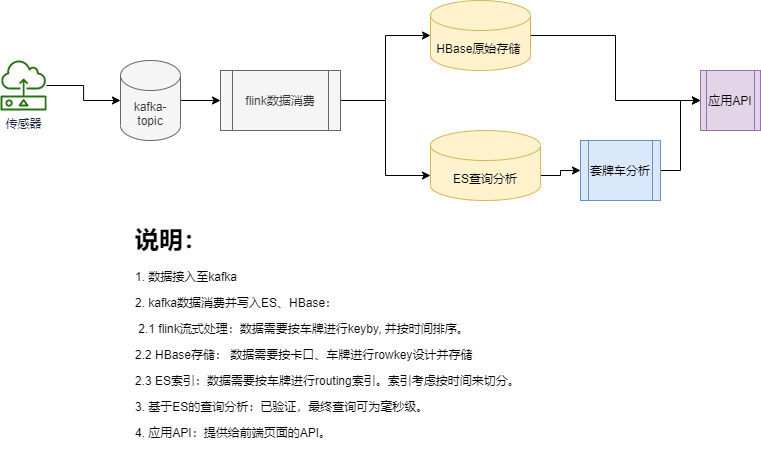 传感器
kafka-
topic
flink数据消费
HBase原始存储
ES查询分析
套牌车分析
应用API
说明：
1. 数据接入至kafka
2. kafka数据消费并写入ES、HBase：
2.1 flink流式处理：数据需要按车牌进行keyby, 并按时间排序。
2.2 HBase存储： 数据需要按卡口、车牌进行rowkey设计并存储
2.3 ES索引：数据需要按车牌进行routing索引。索引考虑按时间来切分。
3. 基于ES的查询分析：已验证，最终查询可为毫秒级。
4. 应用API：提供给前端页面的API。